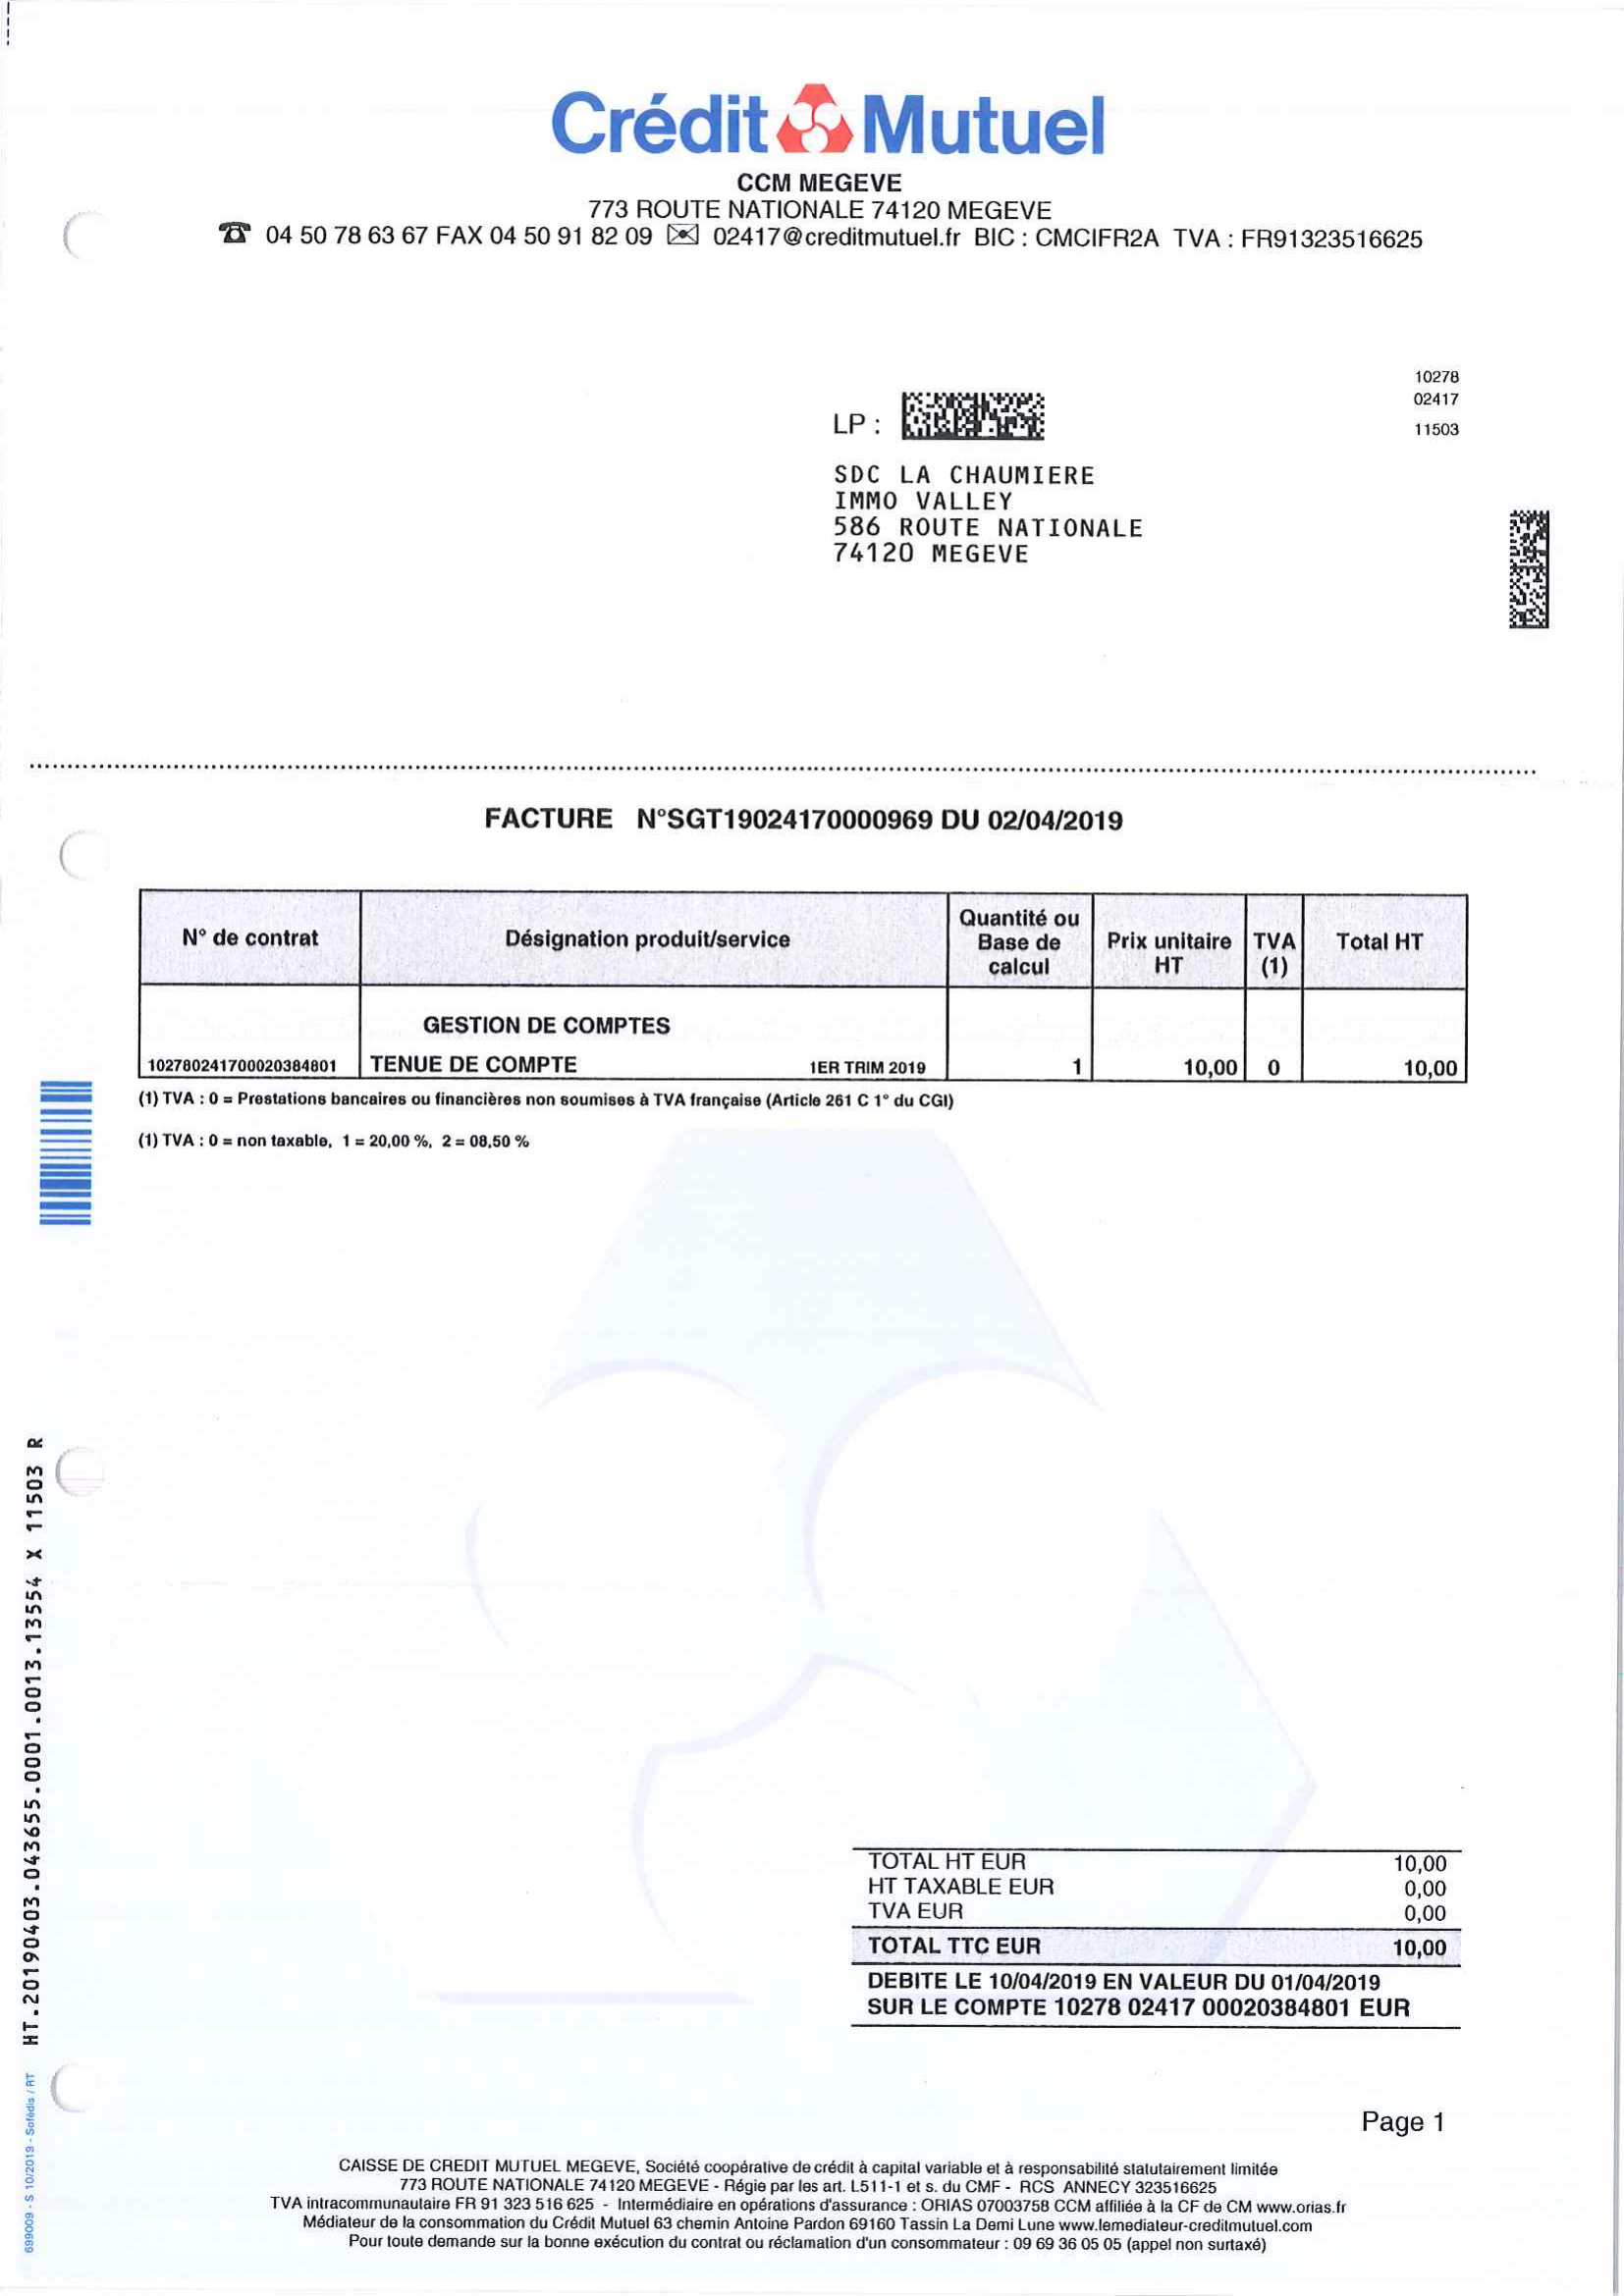 Crédit Mutuel
CCM MEGEVE
773 ROUTE NATIONALE 74120 MEGEVE
☎ 04 50 78 63 67 FAX 04 50 91 82 09 ✉ 02417@creditmutuel.fr BIC : CMCIFR2A TVA : FR91323516625
10278
02417
11503
LP :
SDC LA CHAUMIERE
IMMO VALLEY
586 ROUTE NATIONALE
74120 MEGEVE
FACTURE N°SGT19024170000969 DU 02/04/2019
N° de contrat Désignation produit/service Quantité ou Base de calcul Prix unitaire HT TVA (1) Total HT
GESTION DE COMPTES
102780241700020384801 TENUE DE COMPTE 1ER TRIM 2019 1 10,00 0 10,00
(1) TVA : 0 = Prestations bancaires ou financières non soumises à TVA française (Article 261 C 1° du CGI)
(1) TVA : 0 = non taxable, 1 = 20,00 %, 2 = 08,50 %
TOTAL HT EUR 10,00
HT TAXABLE EUR 0,00
TVA EUR 0,00
TOTAL TTC EUR 10,00
DEBITE LE 10/04/2019 EN VALEUR DU 01/04/2019
SUR LE COMPTE 10278 02417 00020384801 EUR
HT.20190403.043655.0001.0013.13554 X 11503 R
699009 - S 10/2019 - Sofédis / RT
Page 1
CAISSE DE CREDIT MUTUEL MEGEVE, Société coopérative de crédit à capital variable et à responsabilité statutairement limitée
773 ROUTE NATIONALE 74120 MEGEVE - Régie par les art. L511-1 et s. du CMF - RCS ANNECY 323516625
TVA intracommunautaire FR 91 323 516 625 - Intermédiaire en opérations d'assurance : ORIAS 07003758 CCM affiliée à la CF de CM www.orias.fr
Médiateur de la consommation du Crédit Mutuel 63 chemin Antoine Pardon 69160 Tassin La Demi Lune www.lemediateur-creditmutuel.com
Pour toute demande sur la bonne exécution du contrat ou réclamation d'un consommateur : 09 69 36 05 05 (appel non surtaxé)